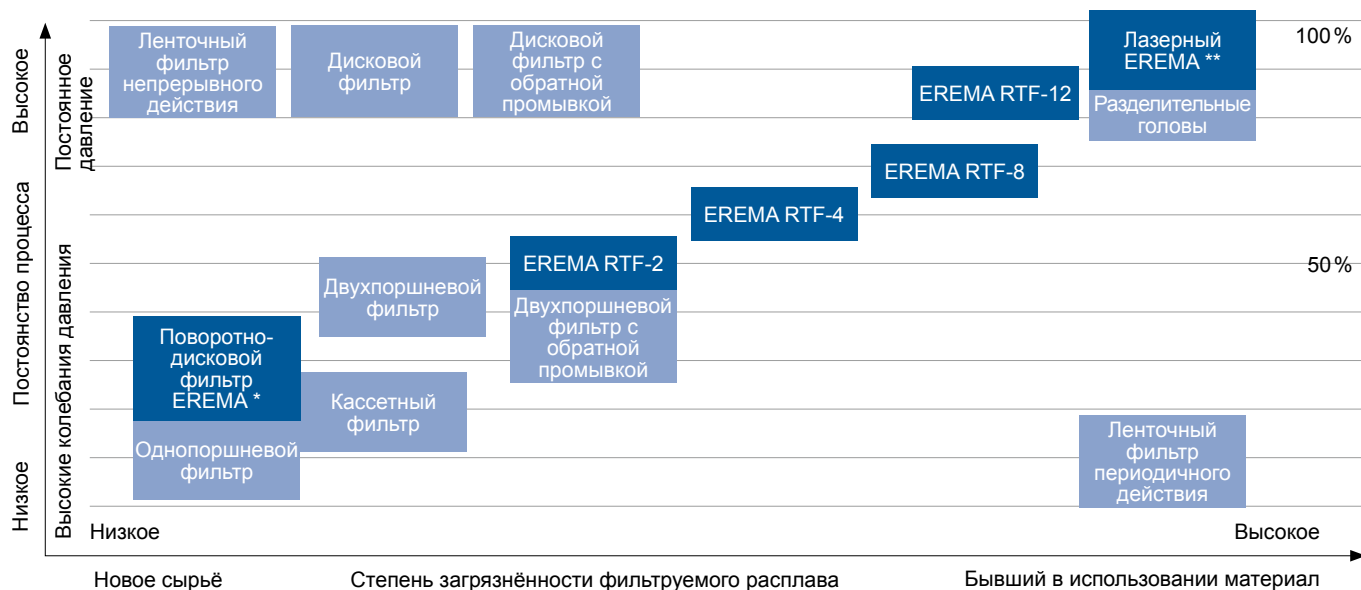 Ленточный
фильтр
непрерывного
действия
Дисковой
фильтр
Дисковой
фильтр с
обратной
промывкой
Лазерный
EREMA **
100 %
EREMA RTF-12
Разделительные
головы
EREMA RTF-8
EREMA RTF-4
EREMA RTF-2
50 %
Двухпоршневой
фильтр
Двухпоршневой
фильтр с
обратной
промывкой
Поворотно-
дисковой
фильтр
EREMA *
Кассетный
фильтр
Однопоршневой
фильтр
Ленточный
фильтр
периодичного
действия
Высокое
Постоянство процесса
Низкое
Постоянное
давление
Высокие колебания давления
Низкое
Высокое
Новое сырьё
Степень загрязнённости фильтруемого расплава
Бывший в использовании материал